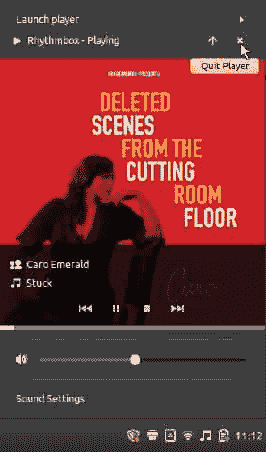 Launch player
Rhythmbox - Playing
Quit Player
DELETED
SCENES
FROM THE
CUTTING
ROOM
FLOOR
Caro Emerald
Stuck
Sound Settings
11:12